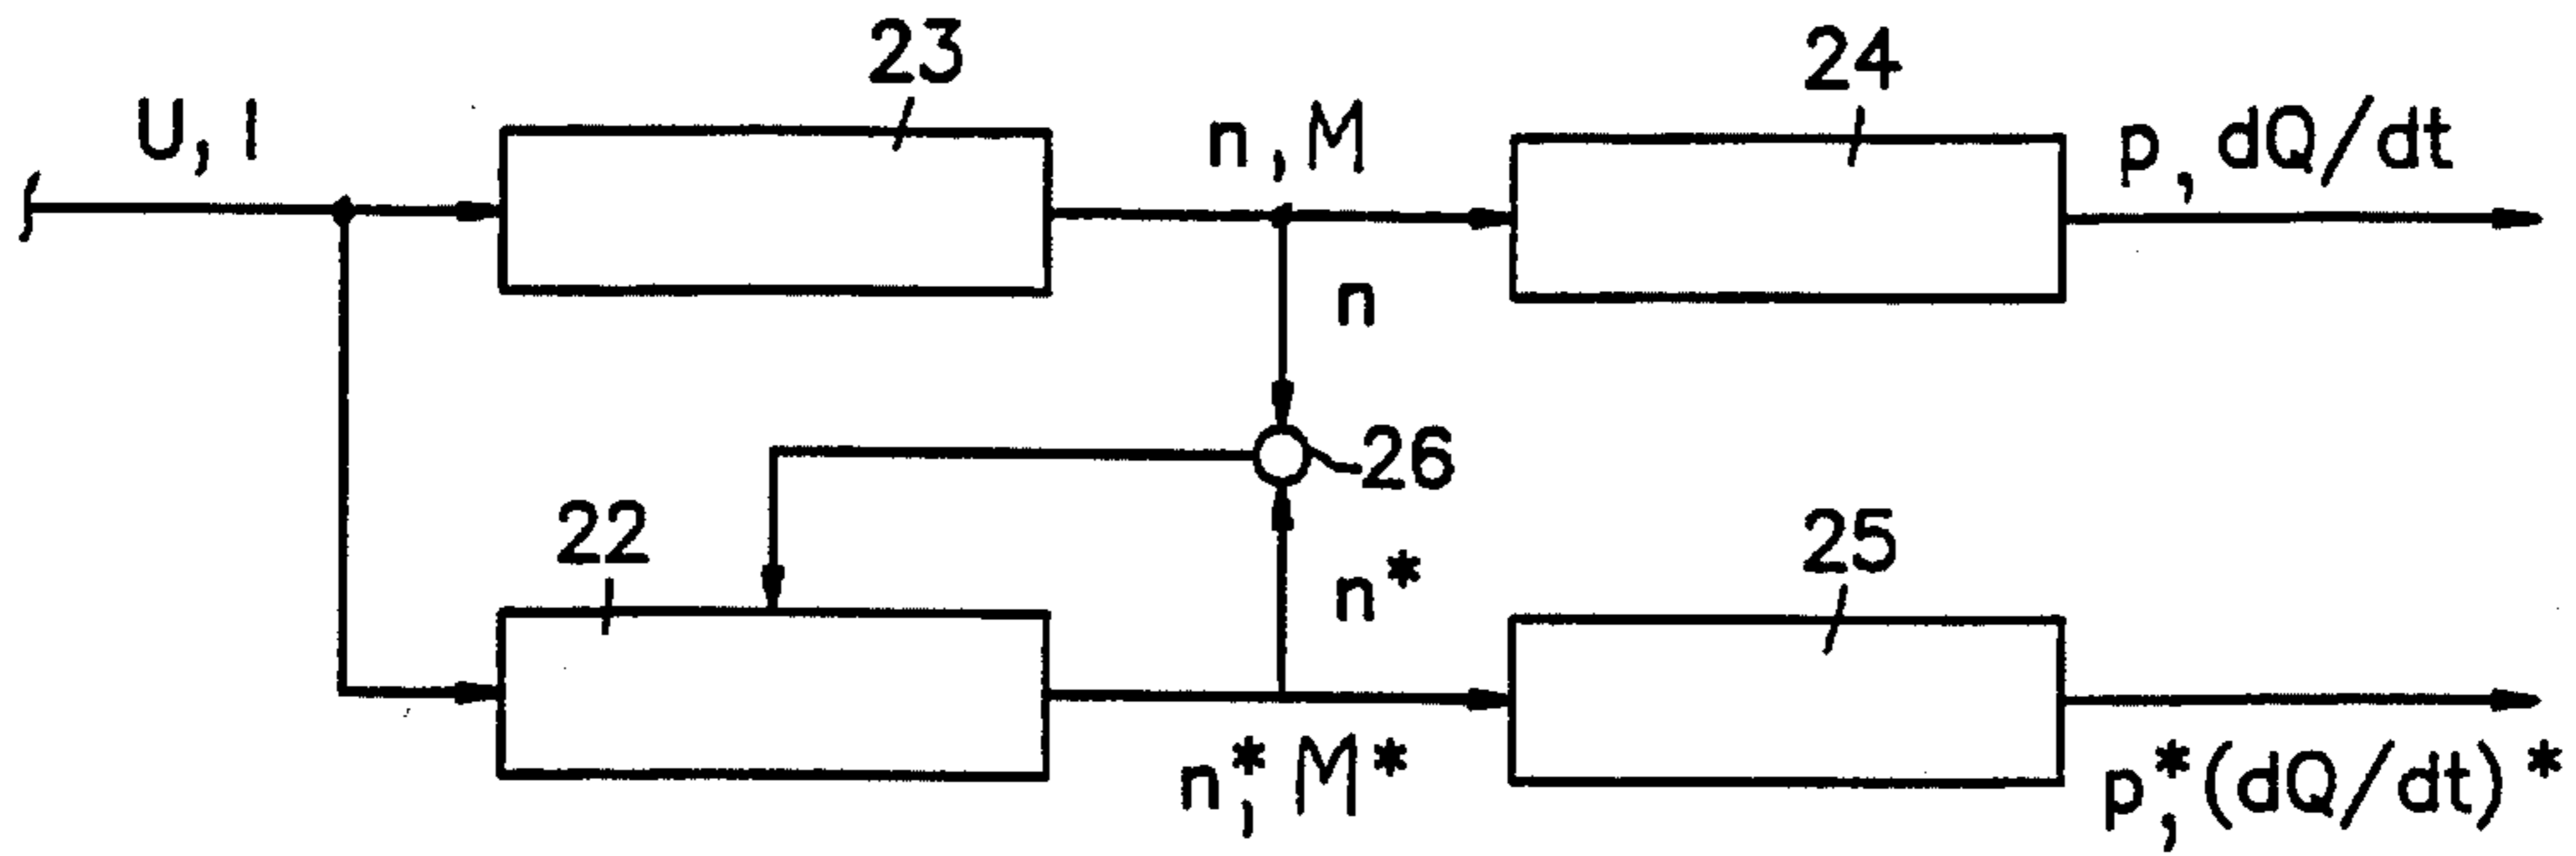 23
24
U, I
n, M
p, dQ/dt
n
26
22
25
n*
n,* M*
p,* (dQ/dt)*